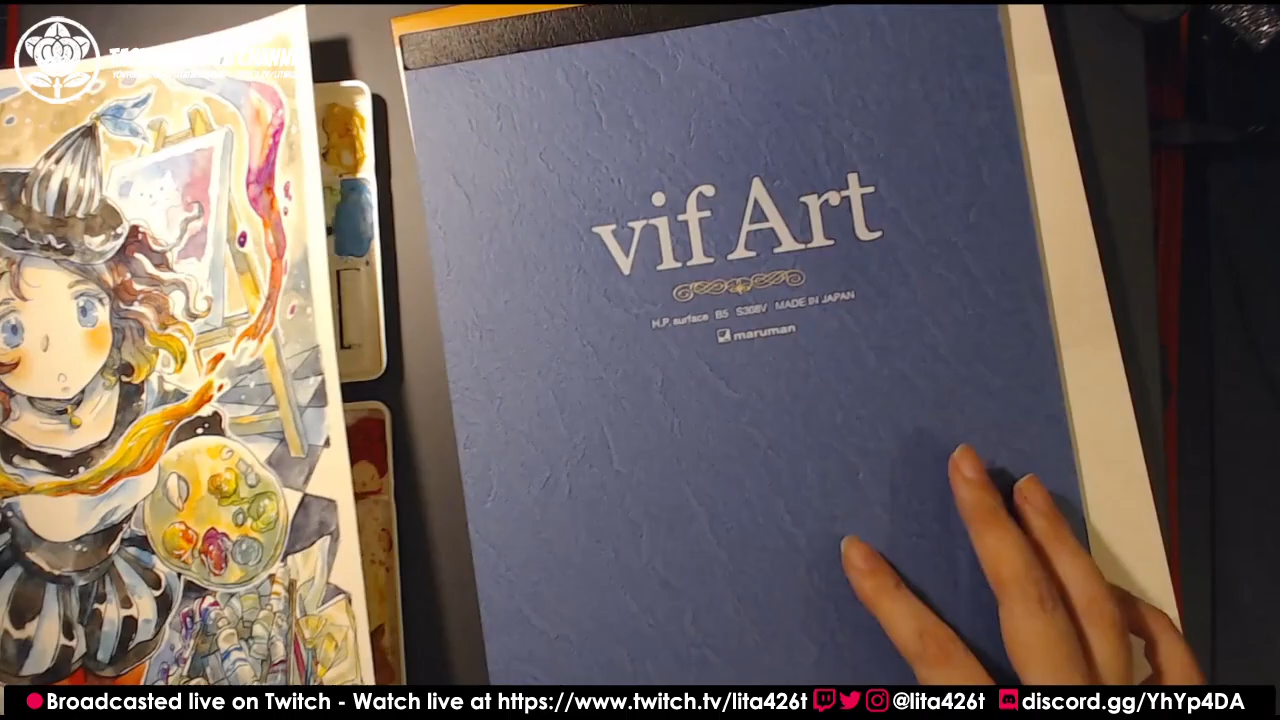 vif Art
H.P. surface B5 S308V MADE IN JAPAN
maruman
Broadcasted live on Twitch - Watch live at https://www.twitch.tv/lita426t @lita426t discord.gg/YhYp4DA